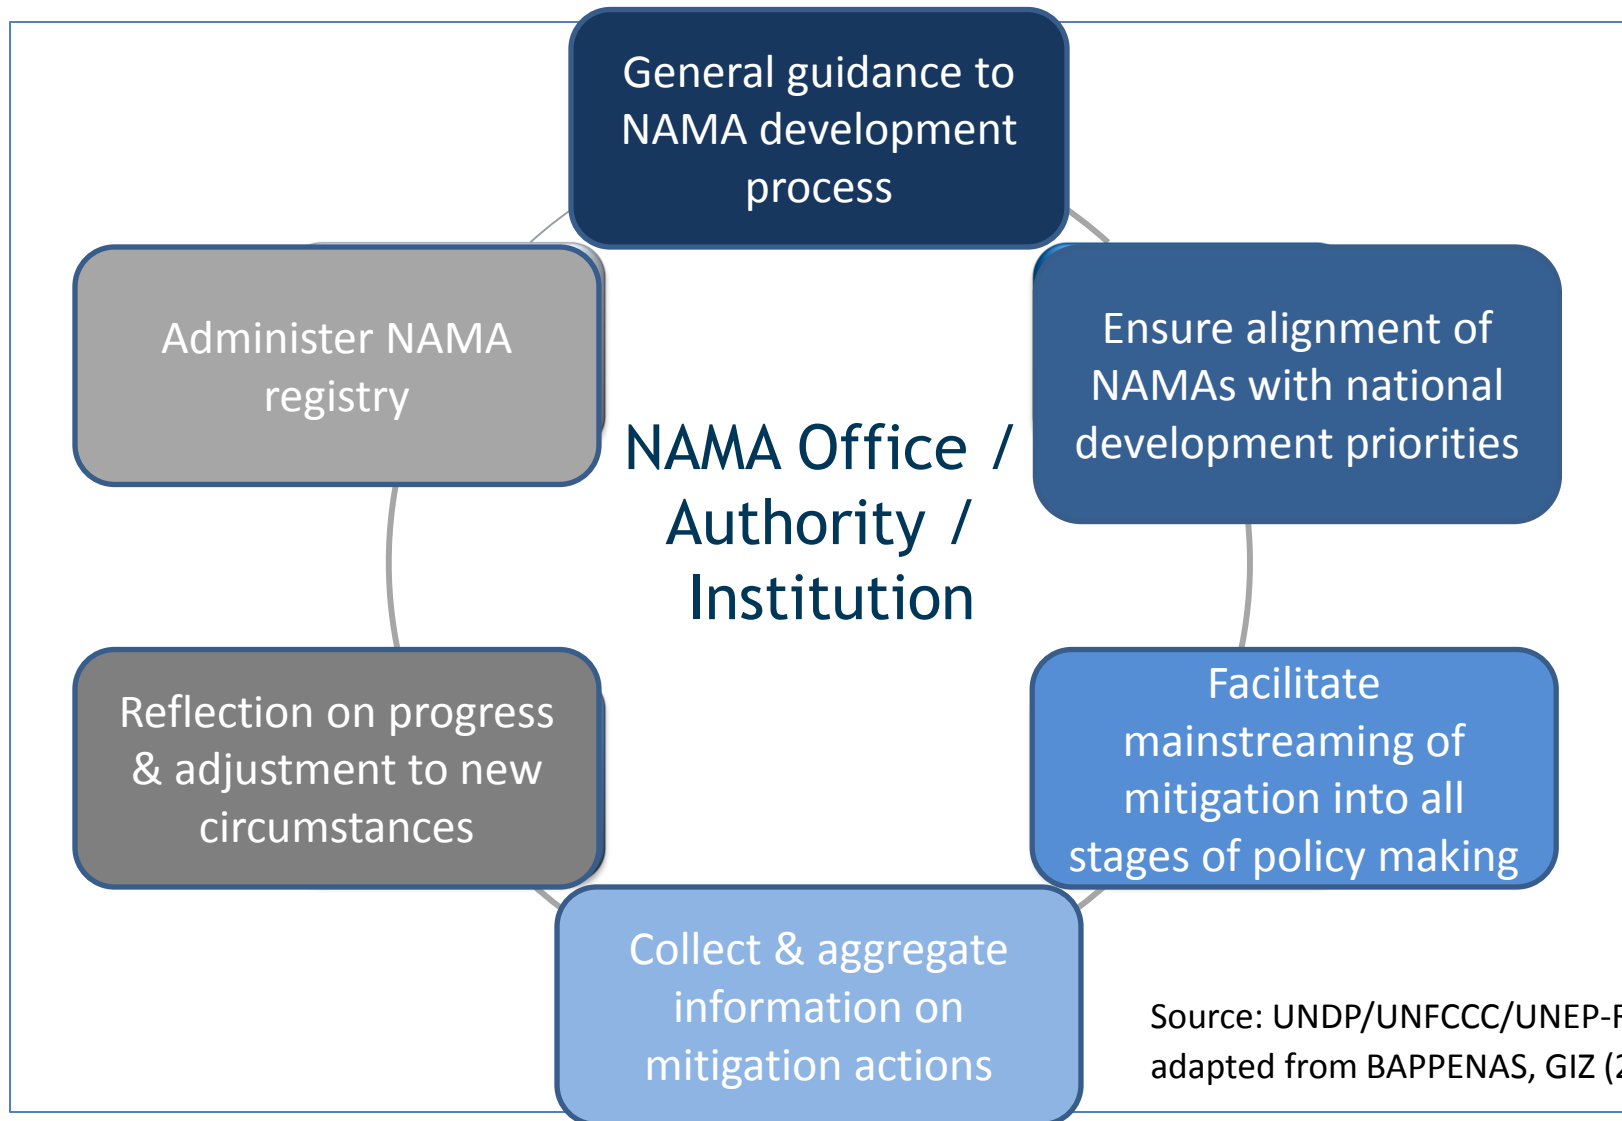 General guidance to
NAMA development
process
Ensure alignment of
NAMAs with national
development priorities
Facilitate
mainstreaming of
mitigation into all
stages of policy making
Collect & aggregate
information on
mitigation actions
Reflection on progress
& adjustment to new
circumstances
Administer NAMA
registry
NAMA Office /
Authority /
Institution
Source: UNDP/UNFCCC/UNEP-
adapted from BAPPENAS, GIZ